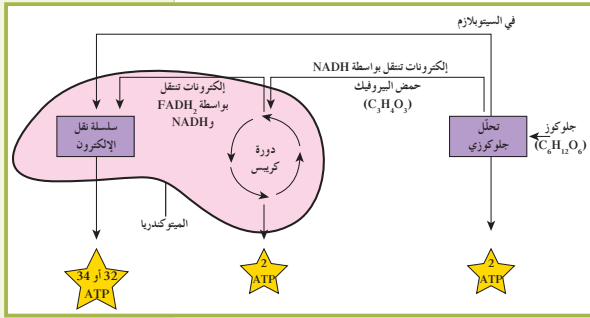 في السيتوبلازم
إلكترونات تنتقل بواسطة NADH
حمض البيروفيك
(C₃H₄O₃)
إلكترونات تنتقل
بواسطة FADH₂
وNADH
جلوكوز
(C₆H₁₂O₆)
تحلّل
جلوكوزي
دورة
كريبس
سلسلة نقل
الإلكترون
الميتوكندريا
2
ATP
2
ATP
32 أو 34
ATP